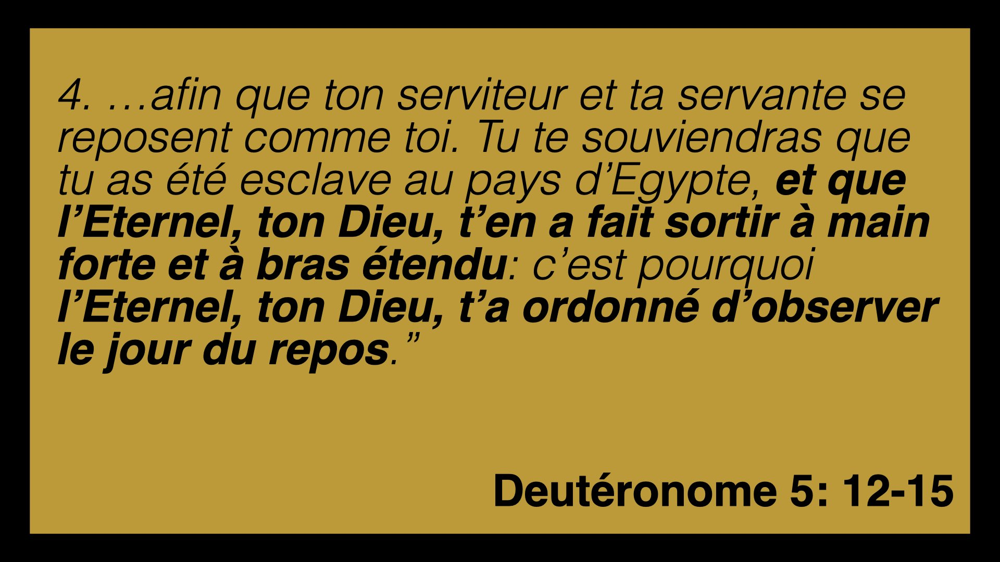 4. …afin que ton serviteur et ta servante se
reposent comme toi. Tu te souviendras que
tu as été esclave au pays d’Egypte, et que
l’Eternel, ton Dieu, t’en a fait sortir à main
forte et à bras étendu: c’est pourquoi
l’Eternel, ton Dieu, t’a ordonné d’observer
le jour du repos.”
Deutéronome 5: 12-15